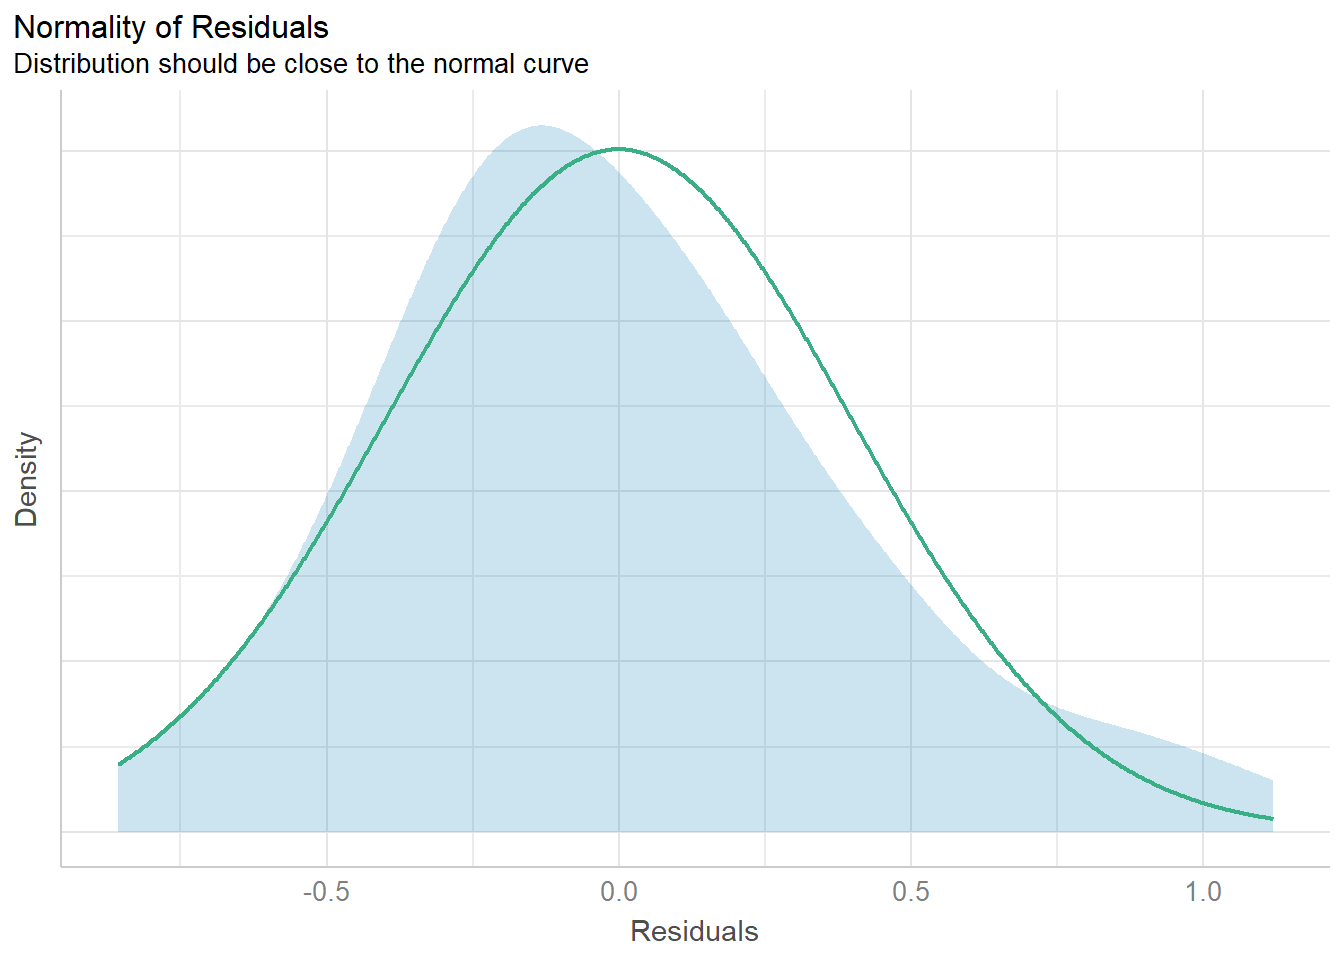 Normality of Residuals
Distribution should be close to the normal curve
Density
-0.5 0.0 0.5 1.0
Residuals